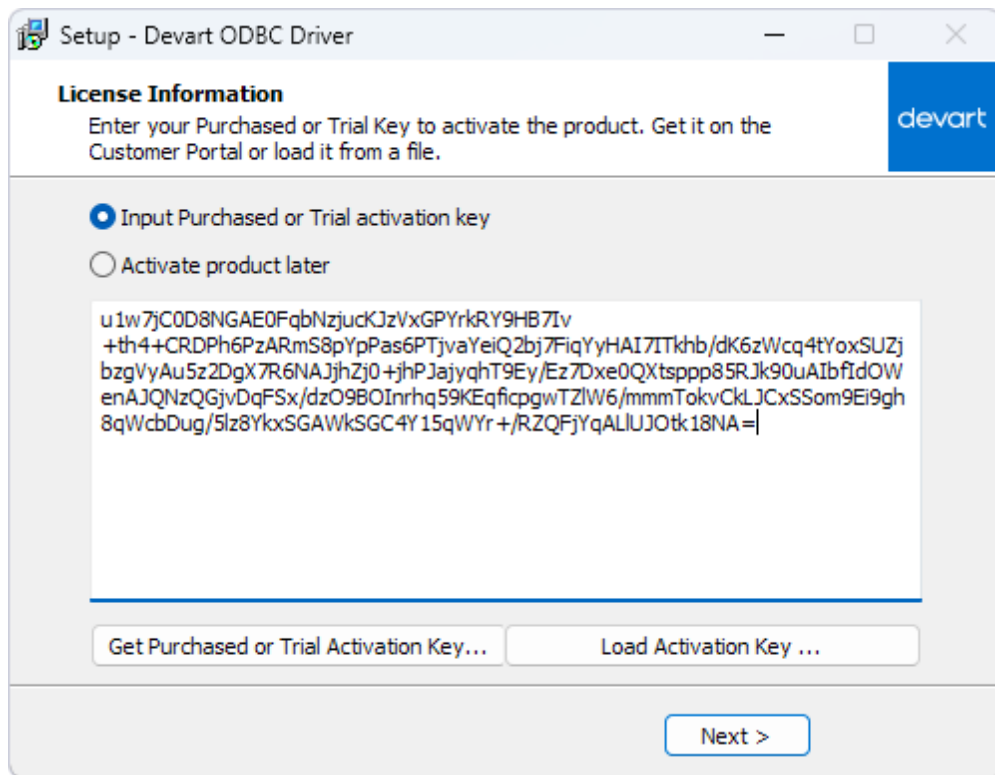 Setup - Devart ODBC Driver
License Information
Enter your Purchased or Trial Key to activate the product. Get it on the
Customer Portal or load it from a file.
devart
Input Purchased or Trial activation key
Activate product later
u1w7jC0D8NGAE0FqbNzjucKJzVxGPYrkRY9HB7Iv
+th4+CRDPh6PzARmS8pYpPas6PTjvaYeiQ2bj7FiqYyHAI7ITkhb/dK6zWcq4tYoxSUZj
bzgVyAu5z2DgX7R6NAJjhZj0+jhPJajyqhT9Ey/Ez7Dxe0QXtsppp85RJk90uAIbfIdOW
enAJQNzQGjvDqFSx/dzO9BOInrhq59KEqficpgwTZlW6/mmmTokvCkLJCxSSom9Ei9gh
8qWcbDug/5lz8YkxSGAWkSGC4Y15qWYr+/RZQFjYqALlUJOtk18NA=
Get Purchased or Trial Activation Key...
Load Activation Key ...
Next >